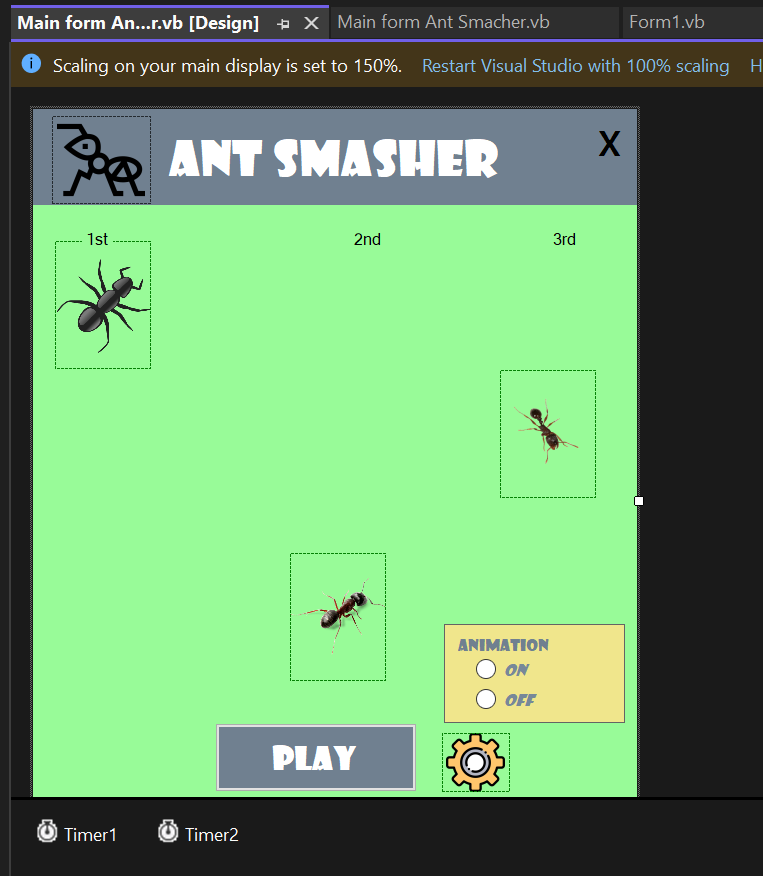 Main form An...r.vb [Design]
Main form Ant Smacher.vb
Form1.vb
Scaling on your main display is set to 150%. Restart Visual Studio with 100% scaling H
ANT SMASHER
X
1st
2nd
3rd
ANIMATION
ON
OFF
PLAY
Timer1
Timer2